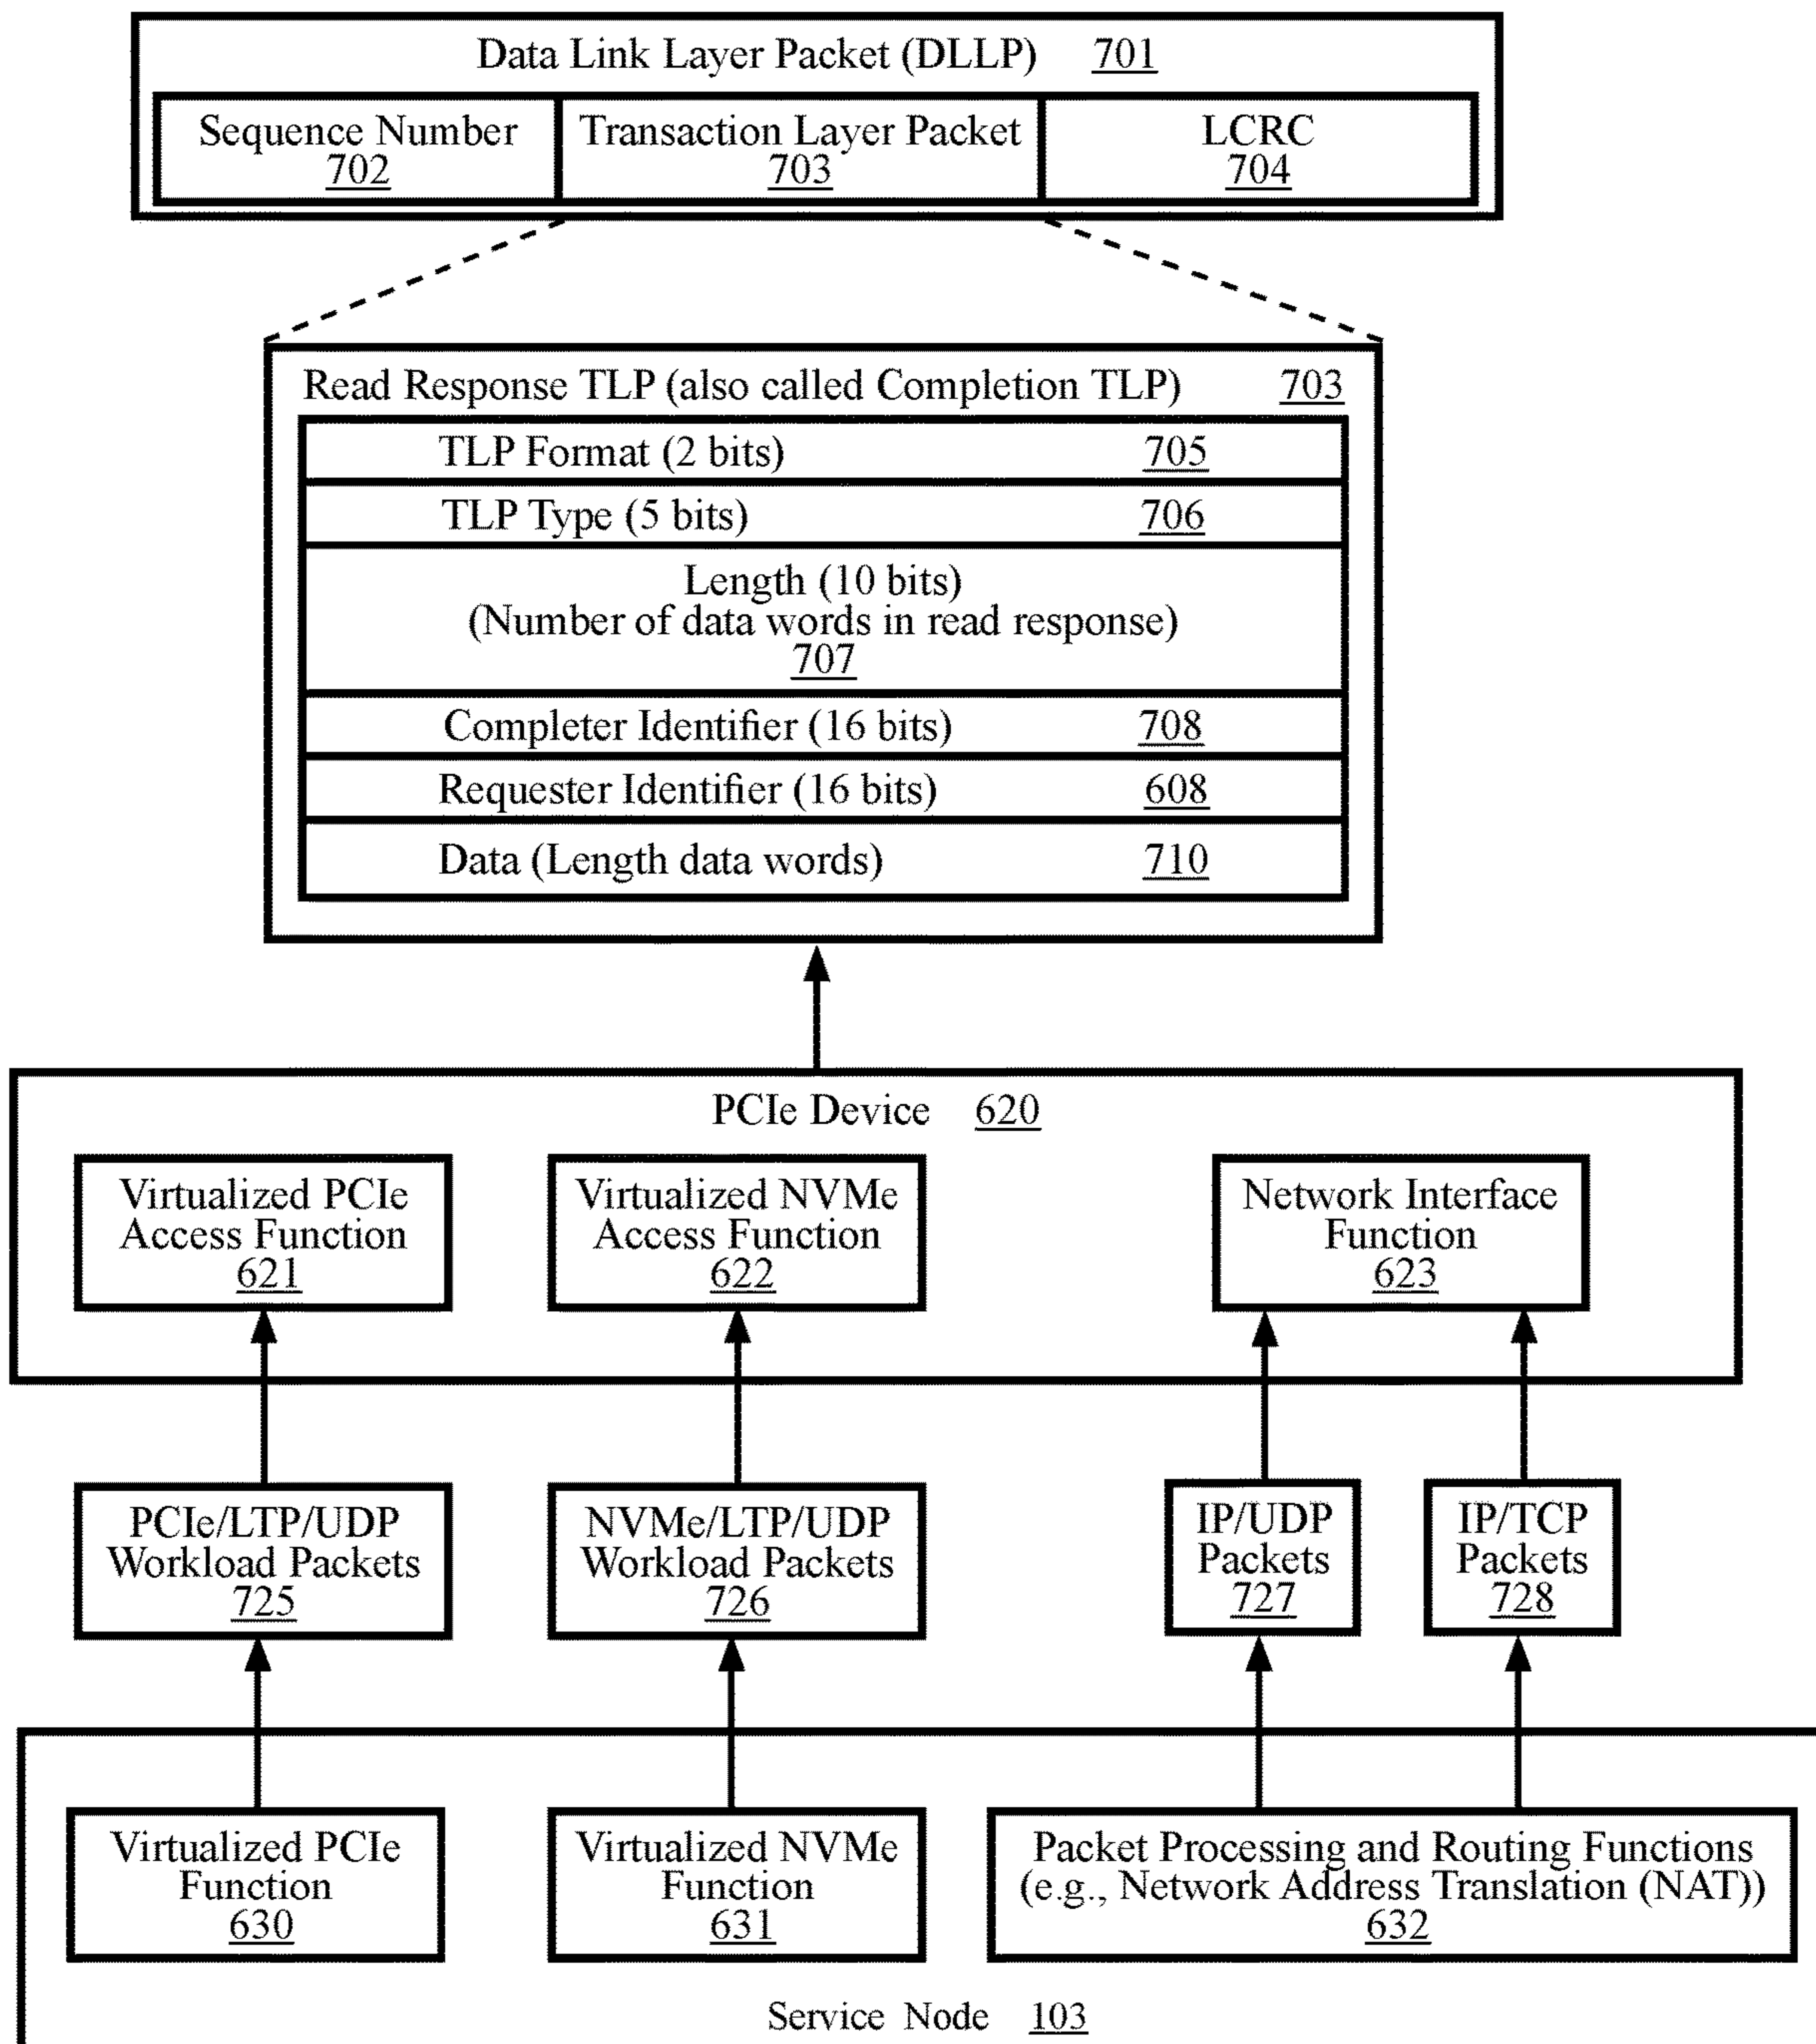 Data Link Layer Packet (DLLP) 701
Sequence Number
702
Transaction Layer Packet
703
LCRC
704
Read Response TLP (also called Completion TLP) 703
TLP Format (2 bits) 705
TLP Type (5 bits) 706
Length (10 bits)
(Number of data words in read response)
707
Completer Identifier (16 bits) 708
Requester Identifier (16 bits) 608
Data (Length data words) 710
PCIe Device 620
Virtualized PCIe
Access Function
621
Virtualized NVMe
Access Function
622
Network Interface
Function
623
PCIe/LTP/UDP
Workload Packets
725
NVMe/LTP/UDP
Workload Packets
726
IP/UDP
Packets
727
IP/TCP
Packets
728
Virtualized PCIe
Function
630
Virtualized NVMe
Function
631
Packet Processing and Routing Functions
(e.g., Network Address Translation (NAT))
632
Service Node 103